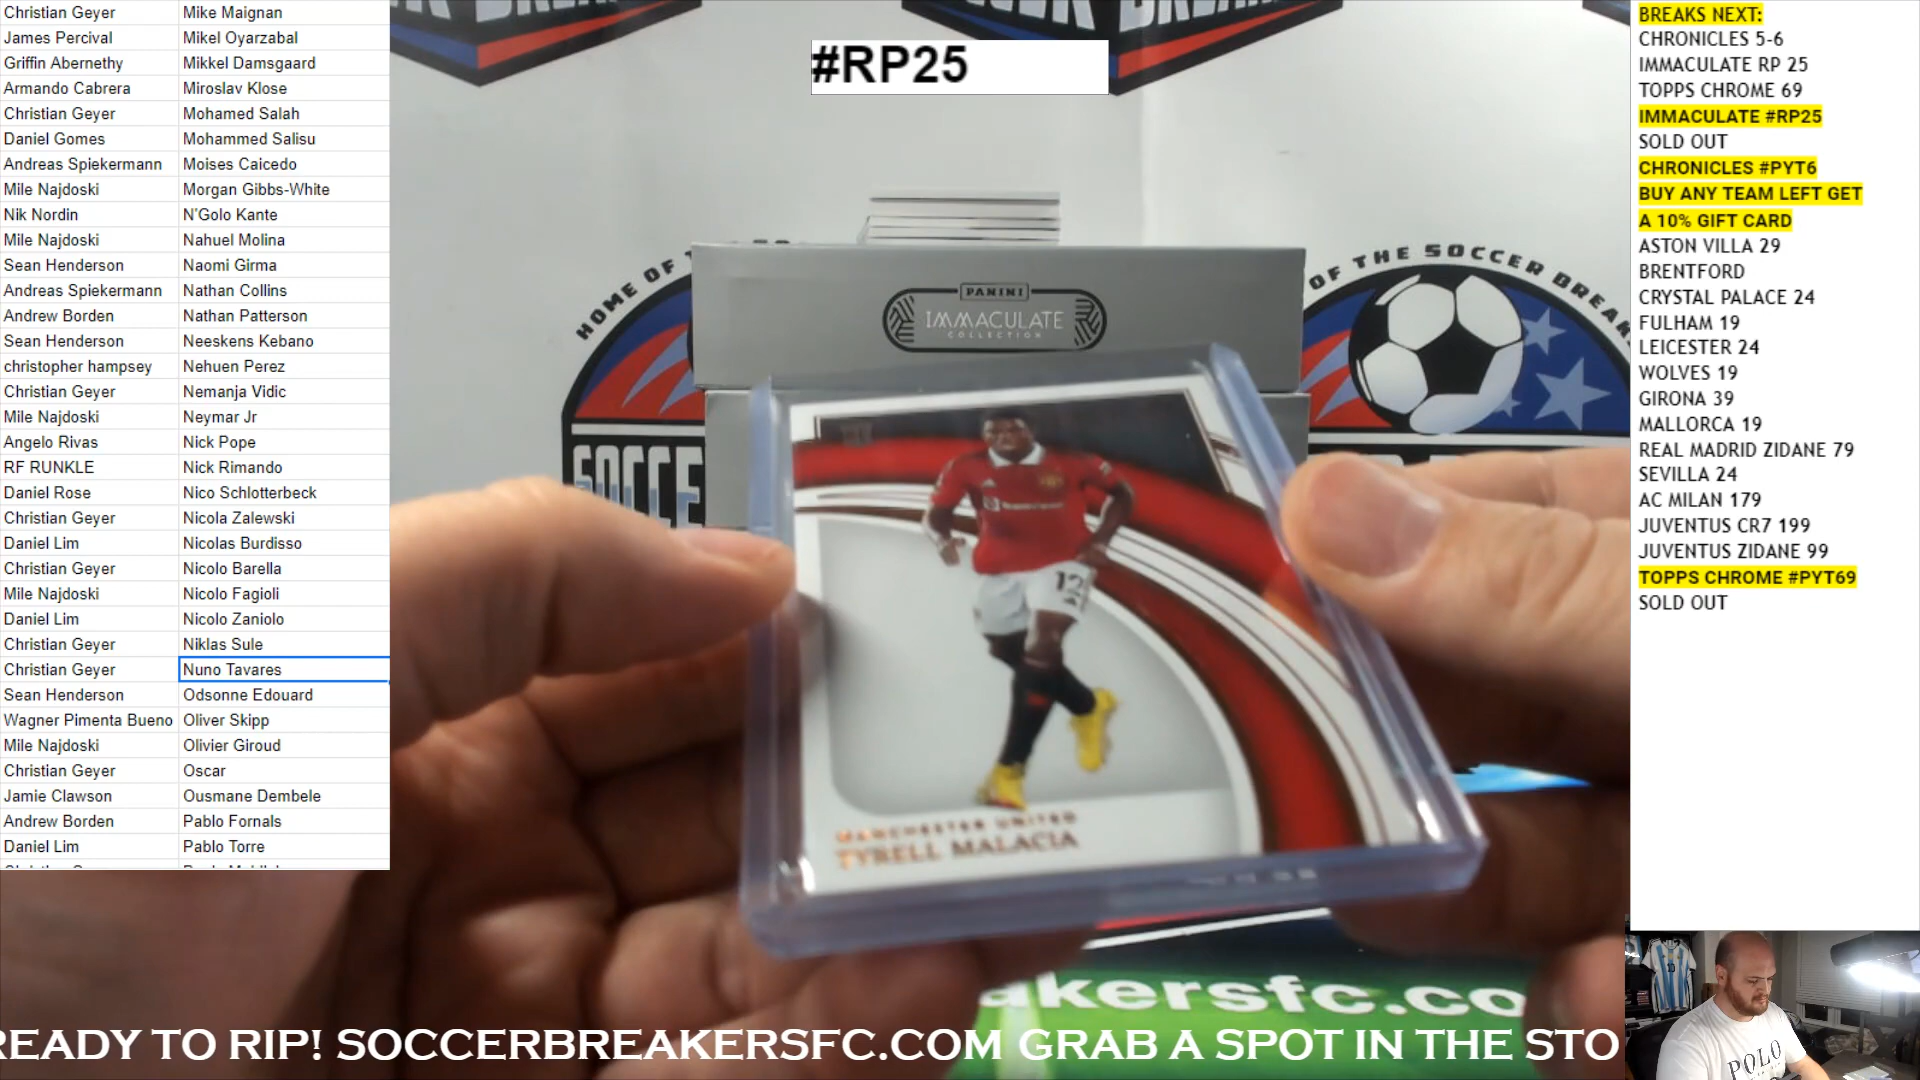 Christian Geyer Mike Maignan
James Percival Mikel Oyarzabal
Griffin Abernethy Mikkel Damsgaard
Armando Cabrera Miroslav Klose
Christian Geyer Mohamed Salah
Daniel Gomes Mohammed Salisu
Andreas Spiekermann Moises Caicedo
Mile Najdoski Morgan Gibbs-White
Nik Nordin N'Golo Kante
Mile Najdoski Nahuel Molina
Sean Henderson Naomi Girma
Andreas Spiekermann Nathan Collins
Andrew Borden Nathan Patterson
Sean Henderson Neeskens Kebano
christopher hampsey Nehuen Perez
Christian Geyer Nemanja Vidic
Mile Najdoski Neymar Jr
Angelo Rivas Nick Pope
RF RUNKLE Nick Rimando
Daniel Rose Nico Schlotterbeck
Christian Geyer Nicola Zalewski
Daniel Lim Nicolas Burdisso
Christian Geyer Nicolo Barella
Mile Najdoski Nicolo Fagioli
Daniel Lim Nicolo Zaniolo
Christian Geyer Niklas Sule
Christian Geyer Nuno Tavares
Sean Henderson Odsonne Edouard
Wagner Pimenta Bueno Oliver Skipp
Mile Najdoski Olivier Giroud
Christian Geyer Oscar
Jamie Clawson Ousmane Dembele
Andrew Borden Pablo Fornals
Daniel Lim Pablo Torre
#RP25
HOME OF
OF THE SOCCER BREAK
SOCCE
PANINI
IMMACULATE
COLLECTION
12
MANCHESTER UNITED
TYRELL MALACIA
akersfc.co
BREAKS NEXT:
CHRONICLES 5-6
IMMACULATE RP 25
TOPPS CHROME 69
IMMACULATE #RP25
SOLD OUT
CHRONICLES #PYT6
BUY ANY TEAM LEFT GET
A 10% GIFT CARD
ASTON VILLA 29
BRENTFORD
CRYSTAL PALACE 24
FULHAM 19
LEICESTER 24
WOLVES 19
GIRONA 39
MALLORCA 19
REAL MADRID ZIDANE 79
SEVILLA 24
AC MILAN 179
JUVENTUS CR7 199
JUVENTUS ZIDANE 99
TOPPS CHROME #PYT69
SOLD OUT
POLO
READY TO RIP! SOCCERBREAKERSFC.COM GRAB A SPOT IN THE STO